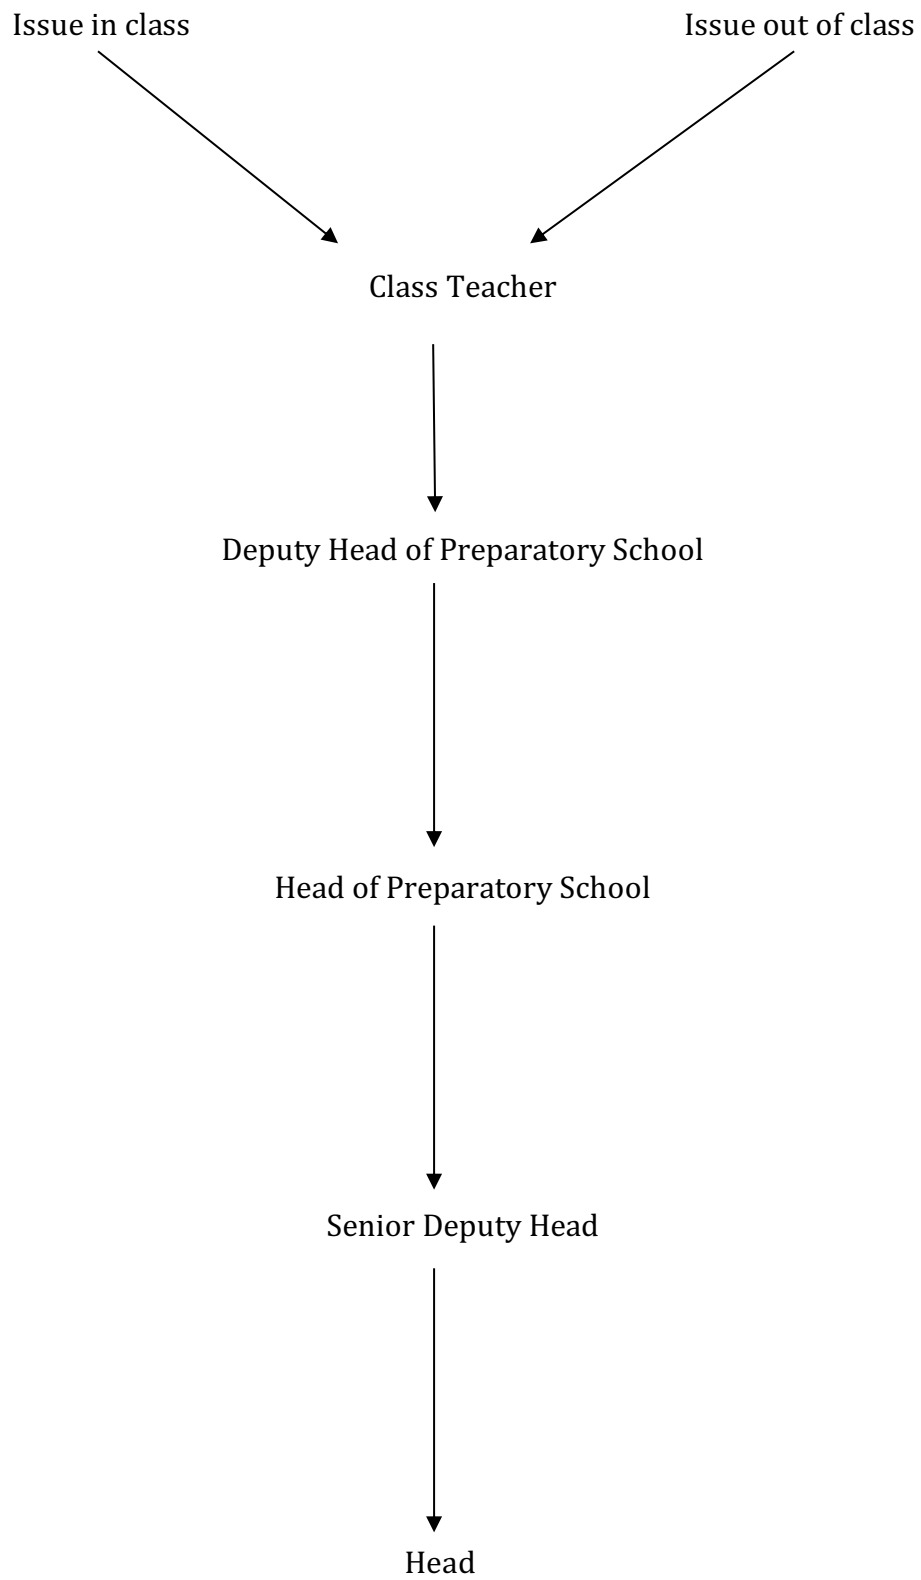 Issue in class
Issue out of class
Class Teacher
Deputy Head of Preparatory School
Head of Preparatory School
Senior Deputy Head
Head